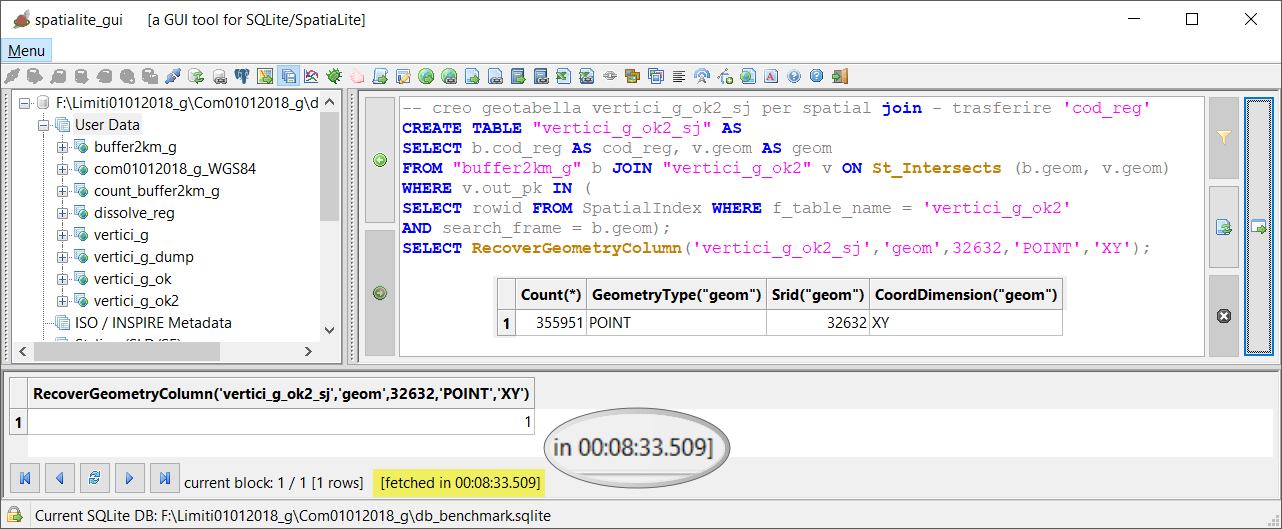 spatialite_gui [a GUI tool for SQLite/SpatiaLite]
Menu
F:\Limiti01012018_g\Com01012018_g\d
User Data
buffer2km_g
com01012018_g_WGS84
count_buffer2km_g
dissolve_reg
vertici_g
vertici_g_dump
vertici_g_ok
vertici_g_ok2
ISO / INSPIRE Metadata
-- creo geotabella vertici_g_ok2_sj per spatial join - trasferire 'cod_reg'
CREATE TABLE "vertici_g_ok2_sj" AS
SELECT b.cod_reg AS cod_reg, v.geom AS geom
FROM "buffer2km_g" b JOIN "vertici_g_ok2" v ON St_Intersects (b.geom, v.geom)
WHERE v.out_pk IN (
SELECT rowid FROM SpatialIndex WHERE f_table_name = 'vertici_g_ok2'
AND search_frame = b.geom);
SELECT RecoverGeometryColumn('vertici_g_ok2_sj','geom',32632,'POINT','XY');
Count(*) GeometryType("geom") Srid("geom") CoordDimension("geom")
1 355951 POINT 32632 XY
RecoverGeometryColumn('vertici_g_ok2_sj','geom',32632,'POINT','XY')
1 1
in 00:08:33.509]
current block: 1 / 1 [1 rows] [fetched in 00:08:33.509]
Current SQLite DB: F:\Limiti01012018_g\Com01012018_g\db_benchmark.sqlite